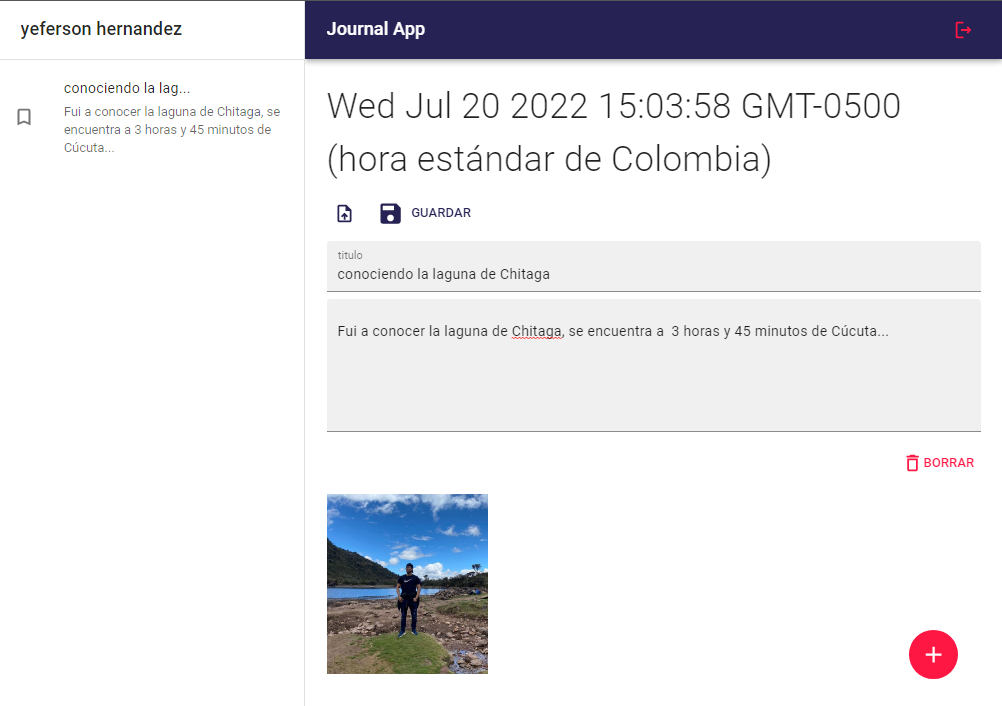 yeferson hernandez
Journal App
conociendo la lag...
Fui a conocer la laguna de Chitaga, se
encuentra a 3 horas y 45 minutos de
Cúcuta...
Wed Jul 20 2022 15:03:58 GMT-0500
(hora estándar de Colombia)
GUARDAR
titulo
conociendo la laguna de Chitaga
Fui a conocer la laguna de Chitaga, se encuentra a  3 horas y 45 minutos de Cúcuta...
BORRAR